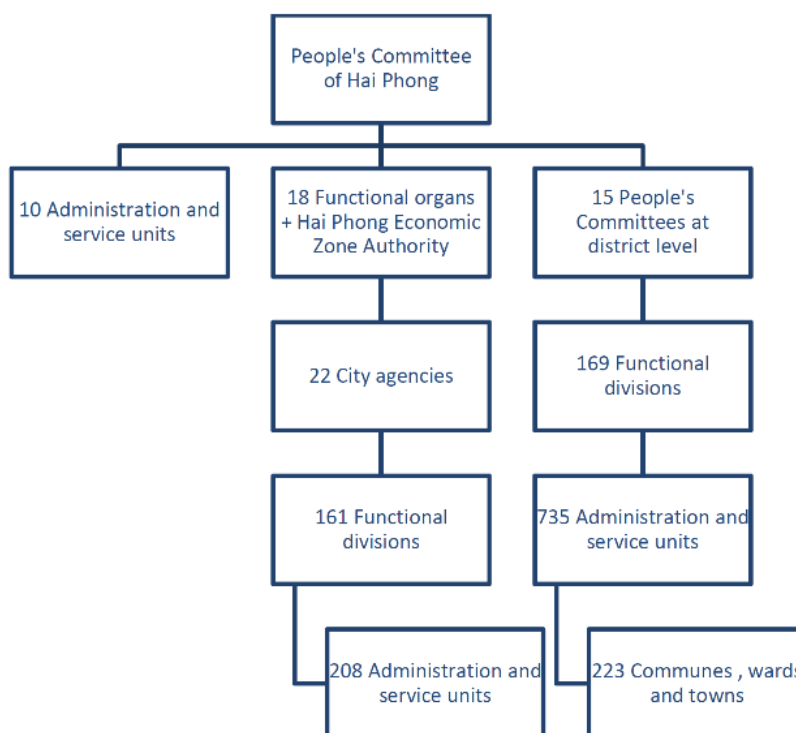 People's Committee
of Hai Phong
10 Administration and
service units
18 Functional organs
+ Hai Phong Economic
Zone Authority
15 People's
Committees at
district level
22 City agencies
169 Functional
divisions
161 Functional
divisions
735 Administration and
service units
208 Administration and
service units
223 Communes , wards
and towns